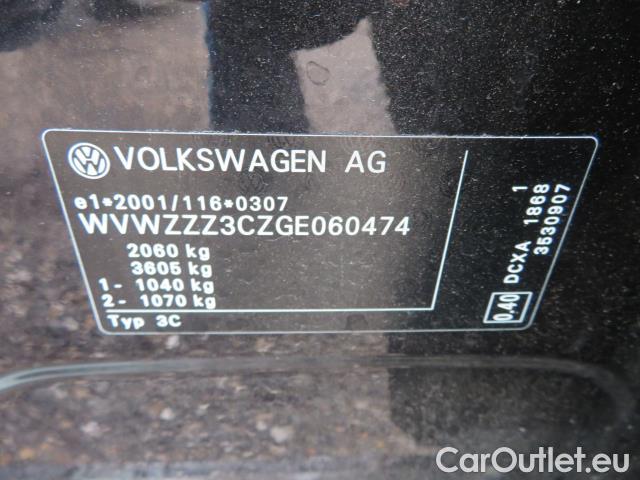 VOLKSWAGEN AG
e1*2001/116*0307
WVWZZZ3CZGE060474
2060 kg
3605 kg
1- 1040 kg
2- 1070 kg
Typ 3C
0.40
DCXA 1868 1
3530907
CarOutlet.eu